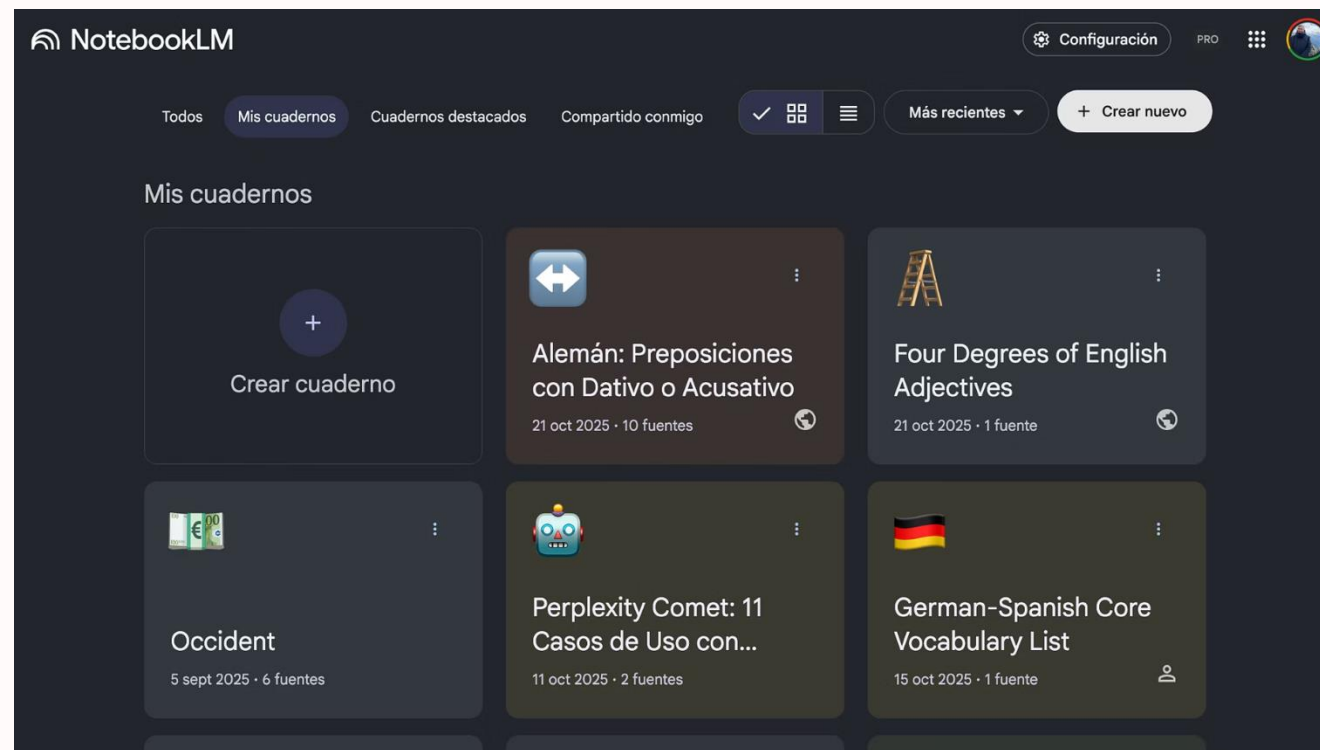 NotebookLM
Configuración
PRO
Todos
Mis cuadernos
Cuadernos destacados
Compartido conmigo
Más recientes
+ Crear nuevo
Mis cuadernos
+
Crear cuaderno
Alemán: Preposiciones
con Dativo o Acusativo
21 oct 2025 · 10 fuentes
Four Degrees of English
Adjectives
21 oct 2025 · 1 fuente
Occident
5 sept 2025 · 6 fuentes
Perplexity Comet: 11
Casos de Uso con...
11 oct 2025 · 2 fuentes
German-Spanish Core
Vocabulary List
15 oct 2025 · 1 fuente